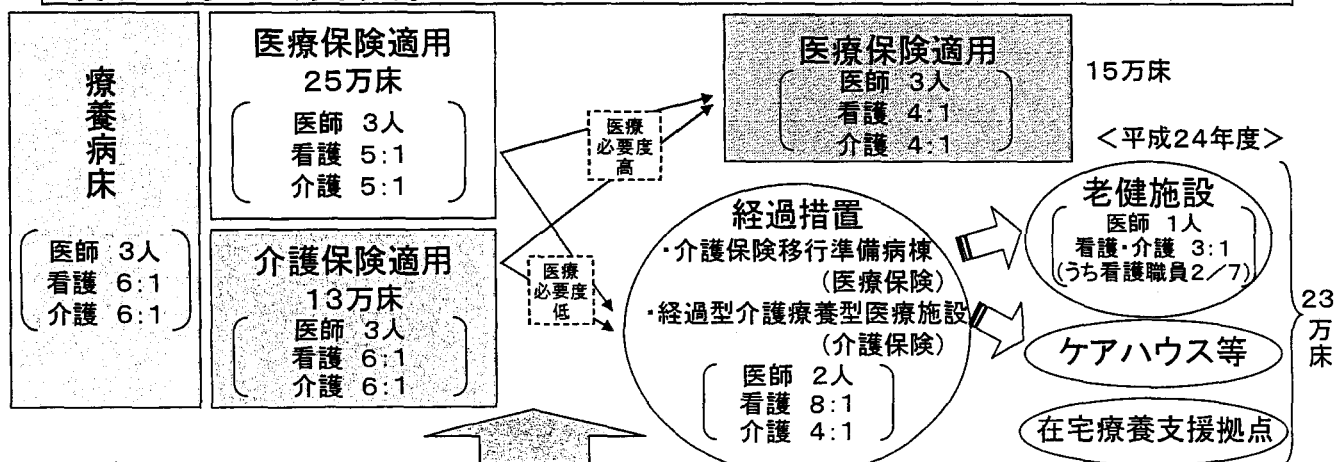 療養病床
医師 3人
看護 6:1
介護 6:1
医療保険適用
25万床
医師 3人
看護 5:1
介護 5:1
介護保険適用
13万床
医師 3人
看護 6:1
介護 6:1
医療
必要度
高
医療
必要度
低
医療保険適用
医師 3人
看護 4:1
介護 4:1
15万床
<平成24年度>
経過措置
・介護保険移行準備病棟
(医療保険)
・経過型介護療養型医療施設
(介護保険)
医師 2人
看護 8:1
介護 4:1
老健施設
医師 1人
看護・介護 3:1
(うち看護職員2/7)
ケアハウス等
在宅療養支援拠点
23万床